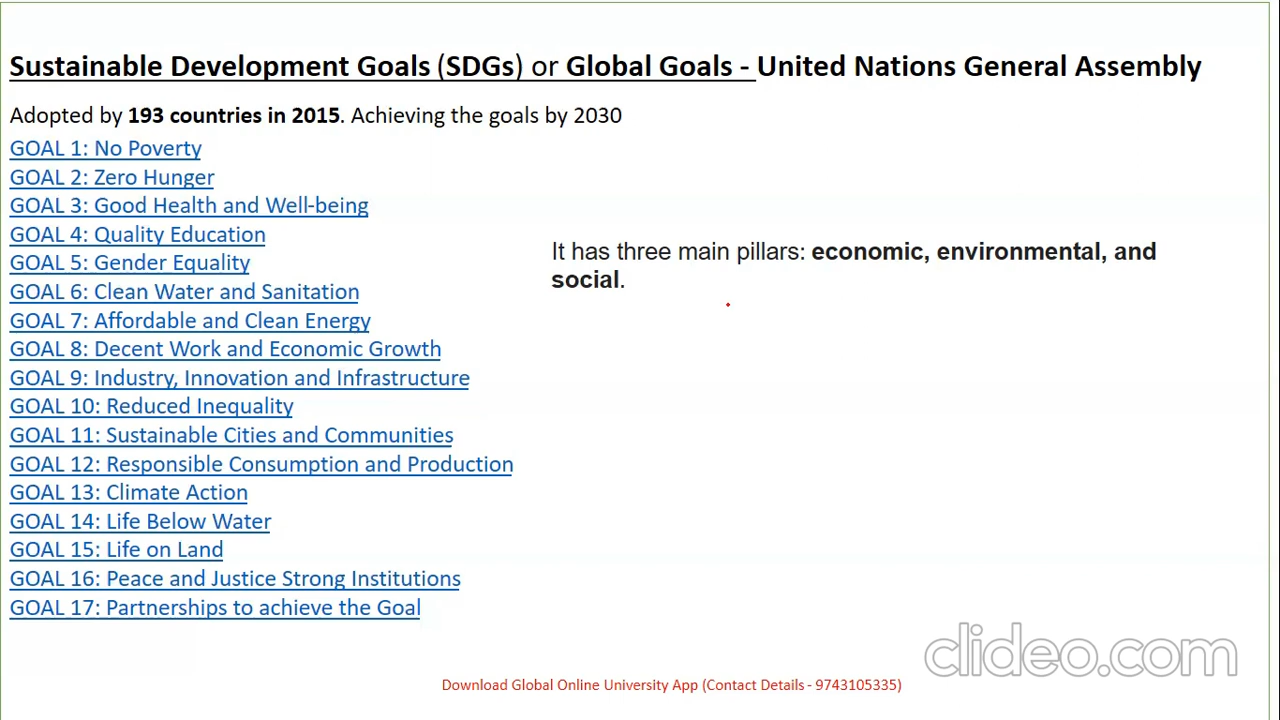 Sustainable Development Goals (SDGs) or Global Goals - United Nations General Assembly
Adopted by 193 countries in 2015. Achieving the goals by 2030
GOAL 1: No Poverty
GOAL 2: Zero Hunger
GOAL 3: Good Health and Well-being
GOAL 4: Quality Education
GOAL 5: Gender Equality
GOAL 6: Clean Water and Sanitation
GOAL 7: Affordable and Clean Energy
GOAL 8: Decent Work and Economic Growth
GOAL 9: Industry, Innovation and Infrastructure
GOAL 10: Reduced Inequality
GOAL 11: Sustainable Cities and Communities
GOAL 12: Responsible Consumption and Production
GOAL 13: Climate Action
GOAL 14: Life Below Water
GOAL 15: Life on Land
GOAL 16: Peace and Justice Strong Institutions
GOAL 17: Partnerships to achieve the Goal
It has three main pillars: economic, environmental, and
social.
clideo.com
Download Global Online University App (Contact Details - 9743105335)